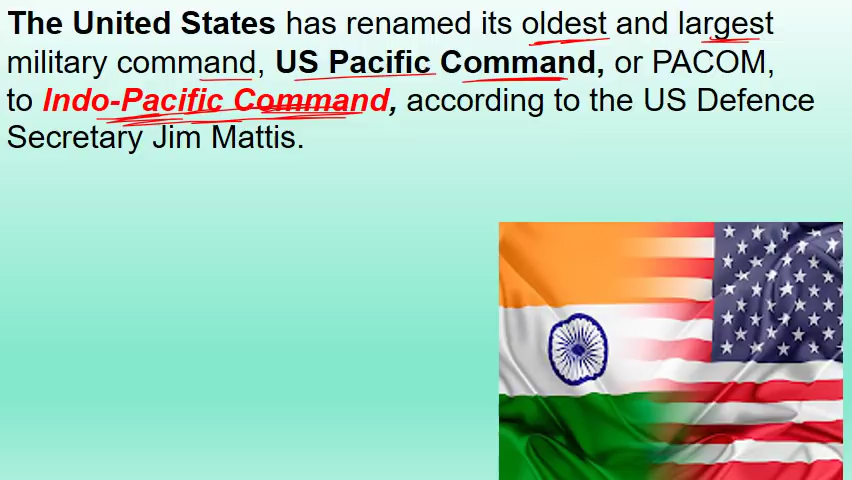 The United States has renamed its oldest and largest
military command, US Pacific Command, or PACOM,
to Indo-Pacific Command, according to the US Defence
Secretary Jim Mattis.